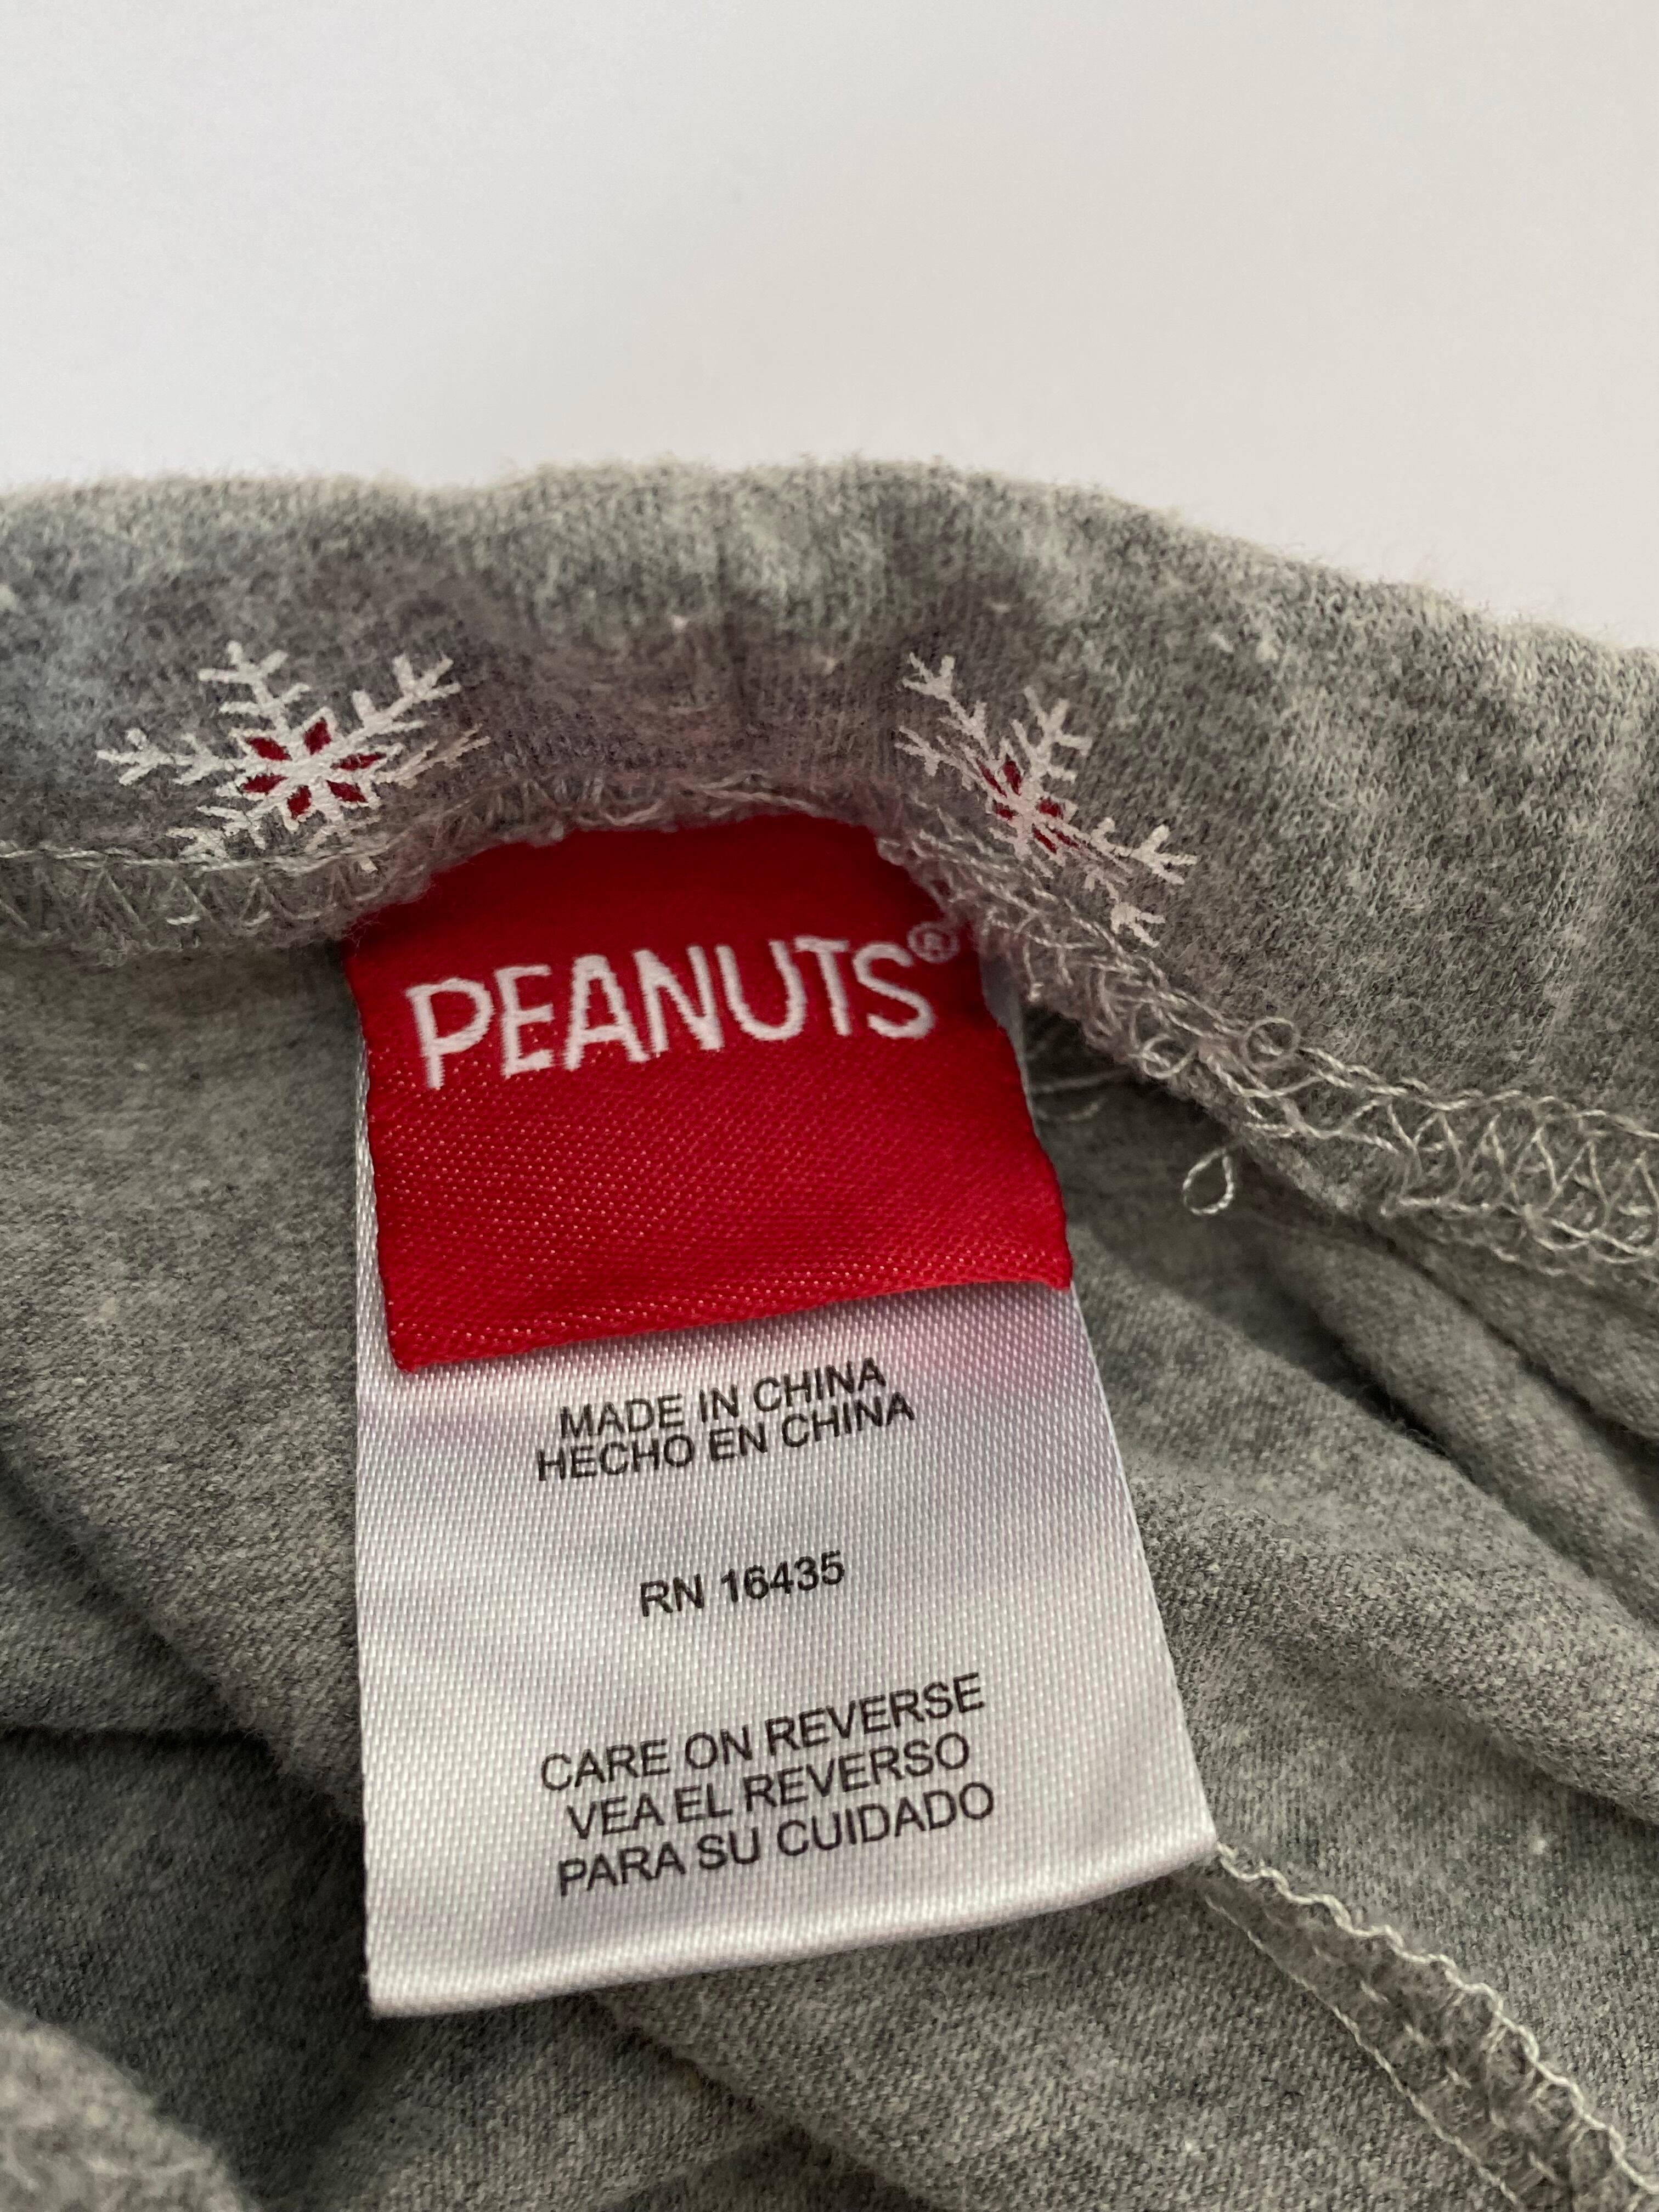 PEANUTS®
MADE IN CHINA
HECHO EN CHINA
RN 16435
CARE ON REVERSE
VEA EL REVERSO
PARA SU CUIDADO